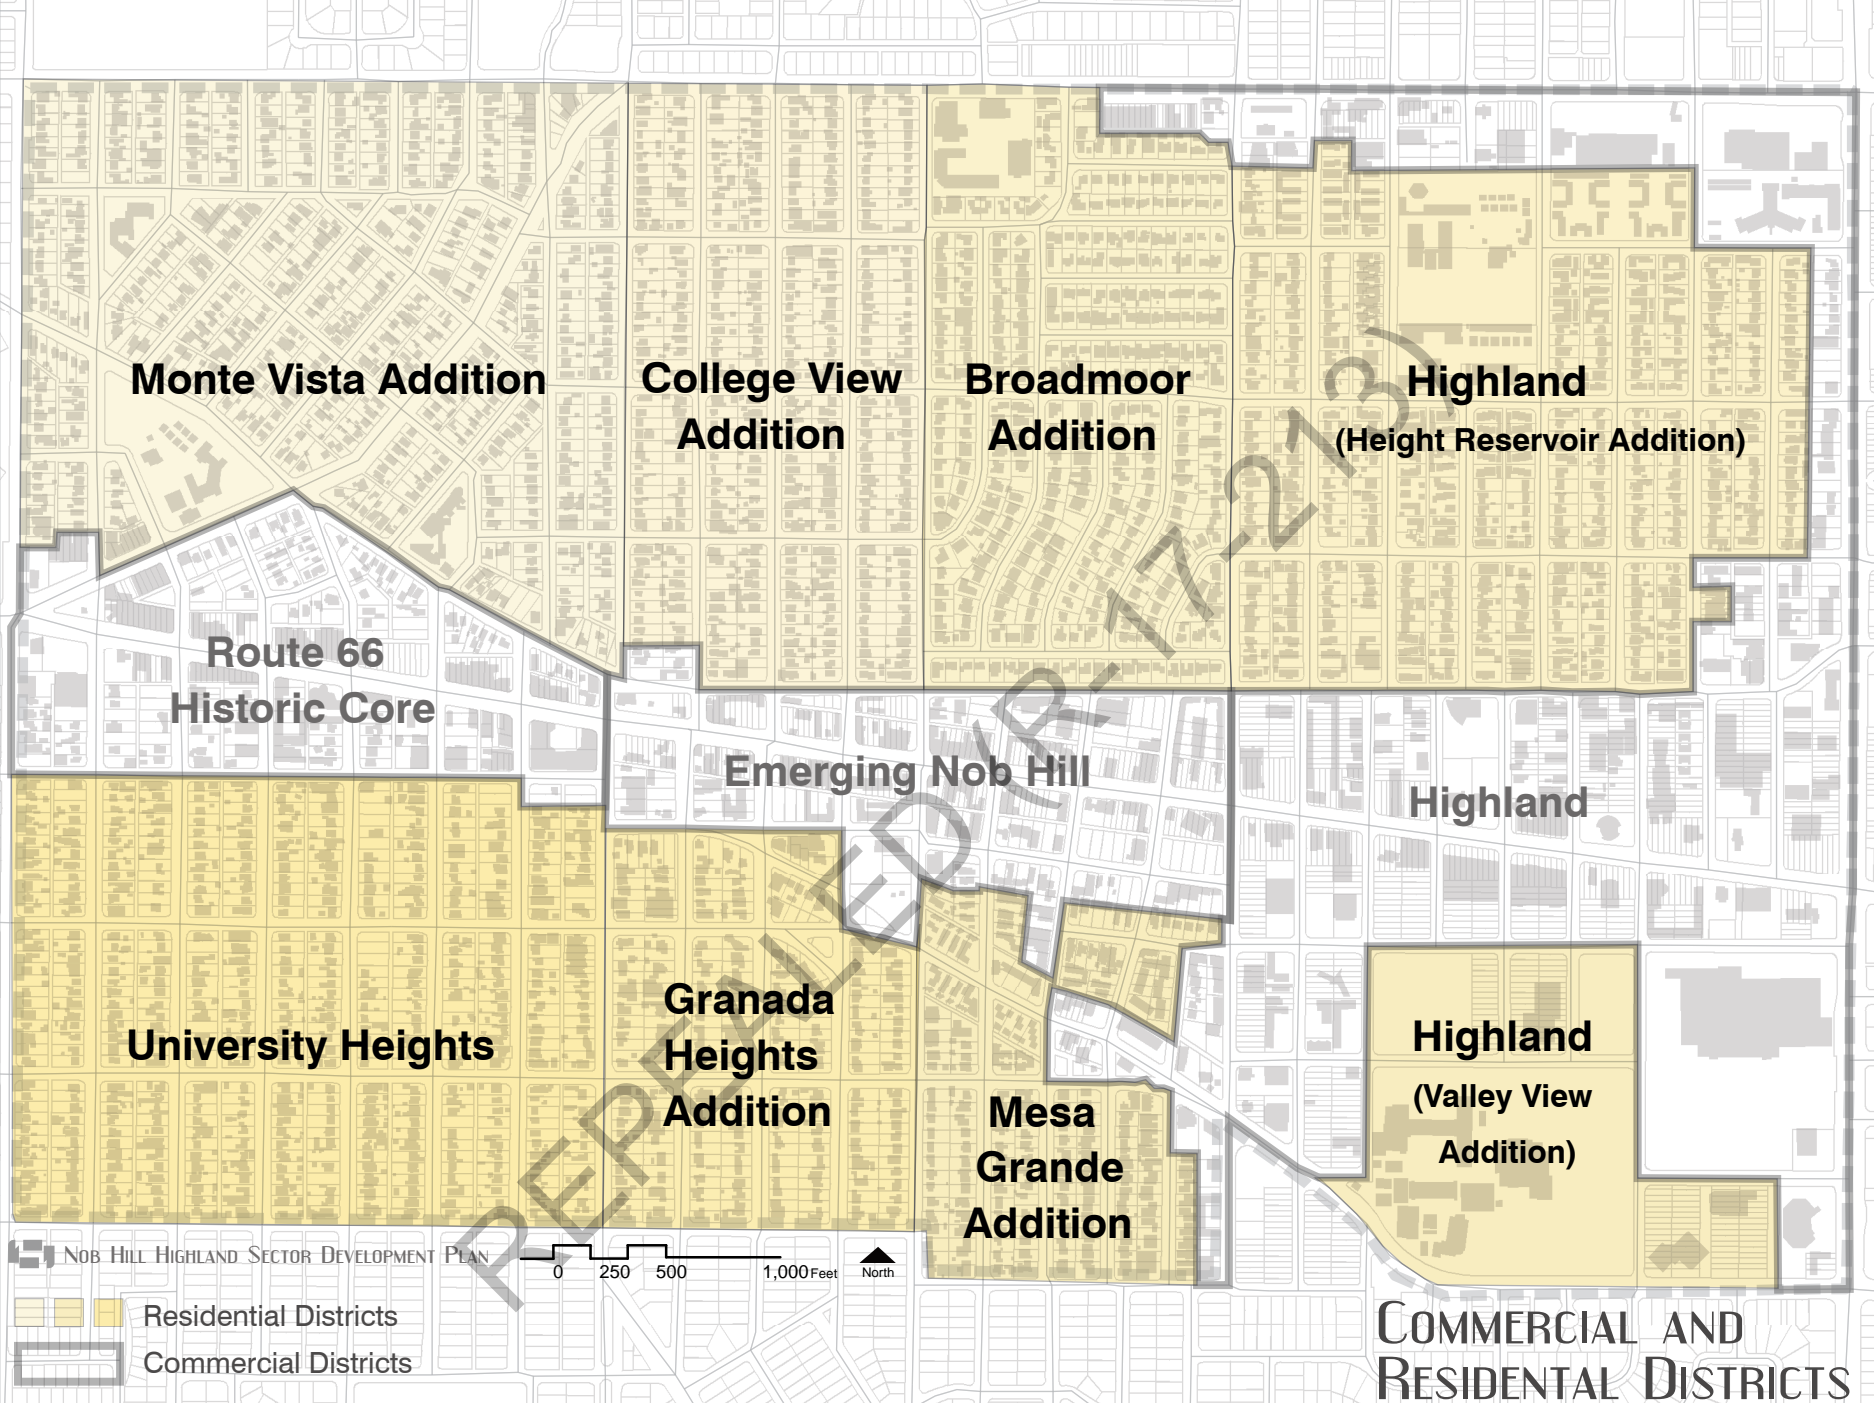 Monte Vista Addition
College View
Addition
Broadmoor
Addition
Highland
(Height Reservoir Addition)
Route 66
Historic Core
Emerging Nob Hill
Highland
University Heights
Granada
Heights
Addition
Mesa
Grande
Addition
Highland
(Valley View
Addition)
REPEALED (R-17-213)
NOB HILL HIGHLAND SECTOR DEVELOPMENT PLAN
0 250 500 1,000 Feet
North
Residential Districts
Commercial Districts
COMMERCIAL AND
RESIDENTAL DISTRICTS